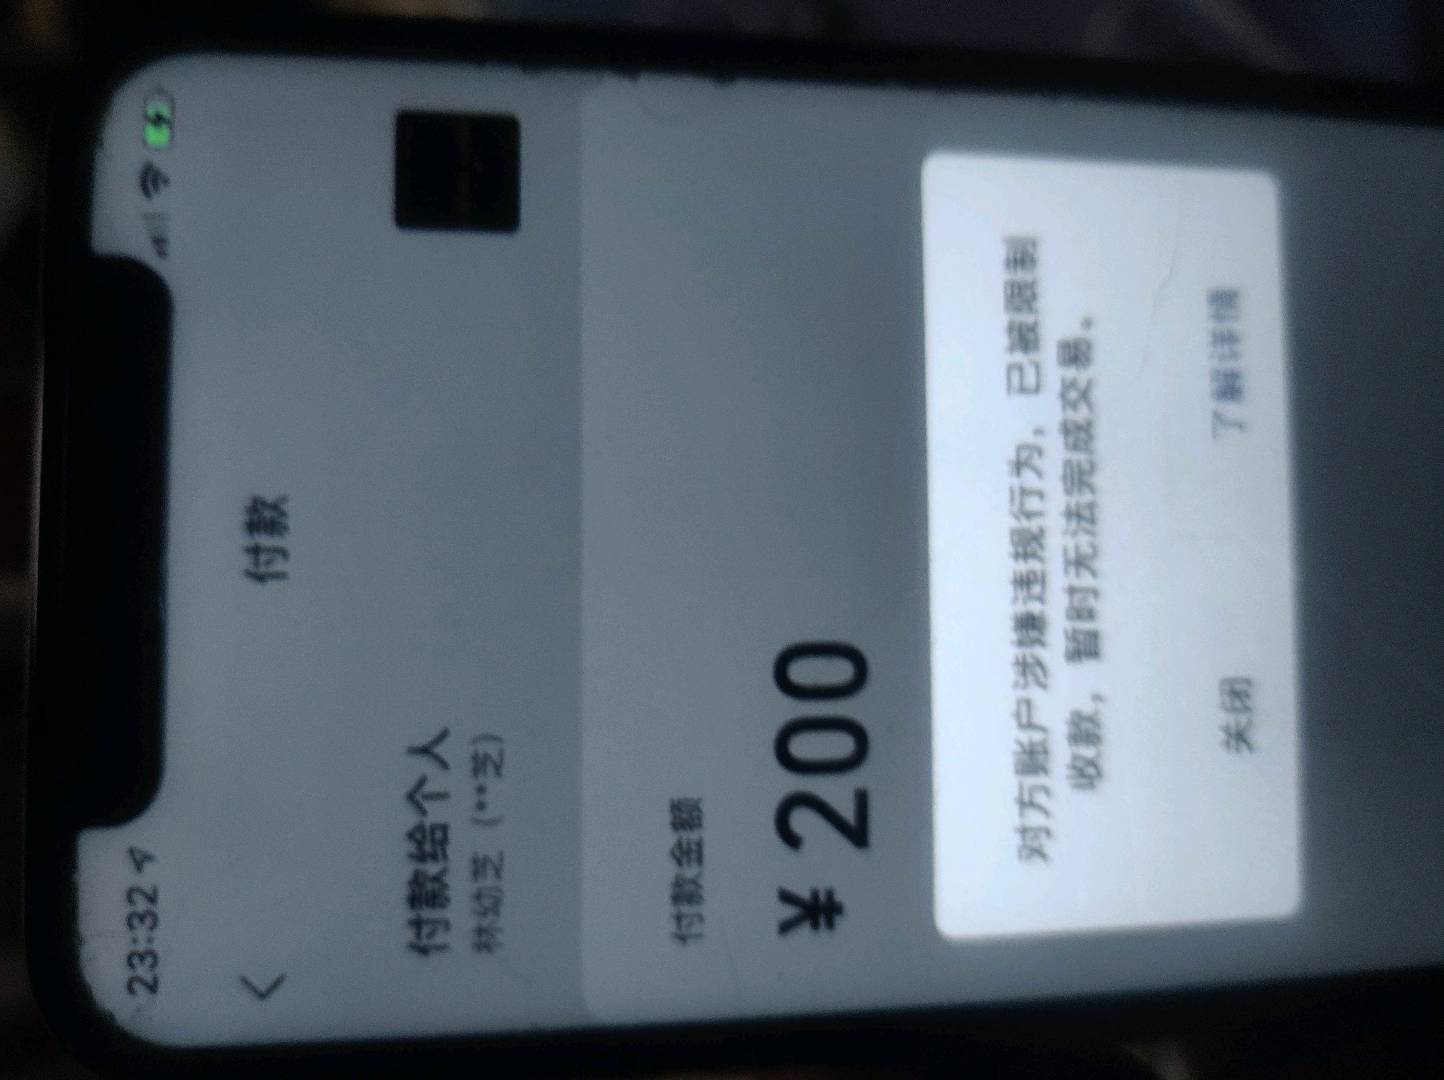 23:32
付款
付款给个人
林幼芝（**芝）
付款金额
¥200
对方账户涉嫌违规行为，已被限制
收款，暂时无法完成交易。
关闭
了解详情